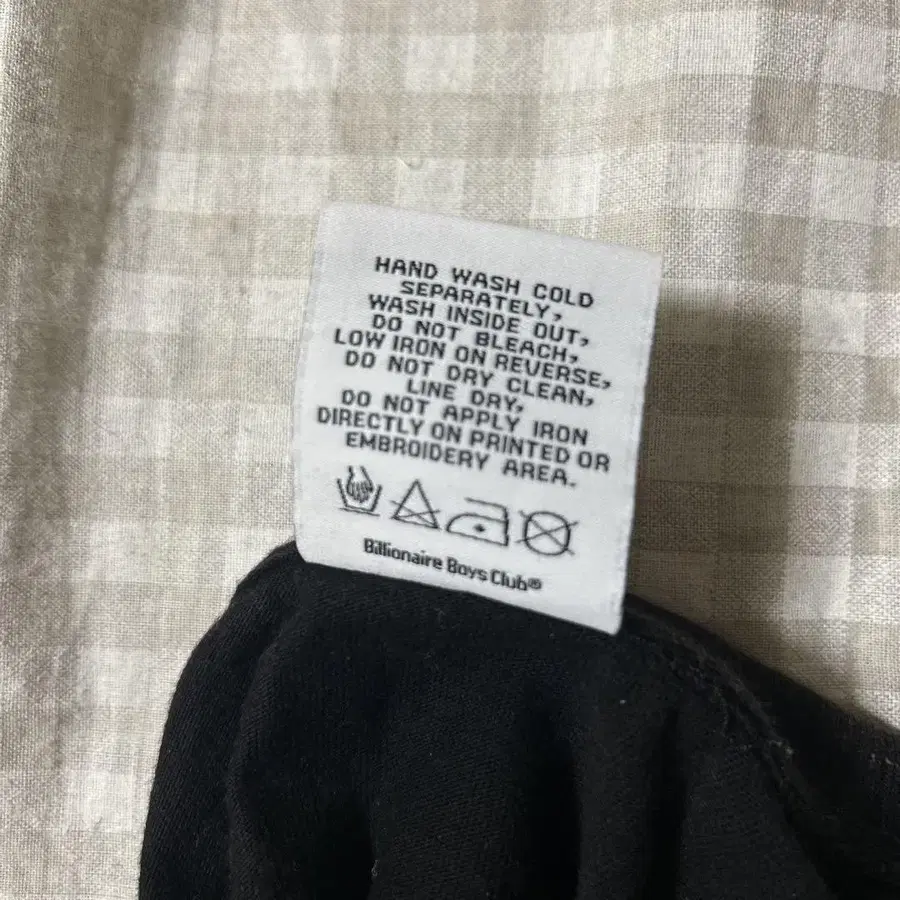 HAND WASH COLD
SEPARATELY,
WASH INSIDE OUT,
DO NOT BLEACH,
LOW IRON ON REVERSE,
DO NOT DRY CLEAN,
LINE DRY,
DO NOT APPLY IRON
DIRECTLY ON PRINTED OR
EMBROIDERY AREA.
Billionaire Boys Club®